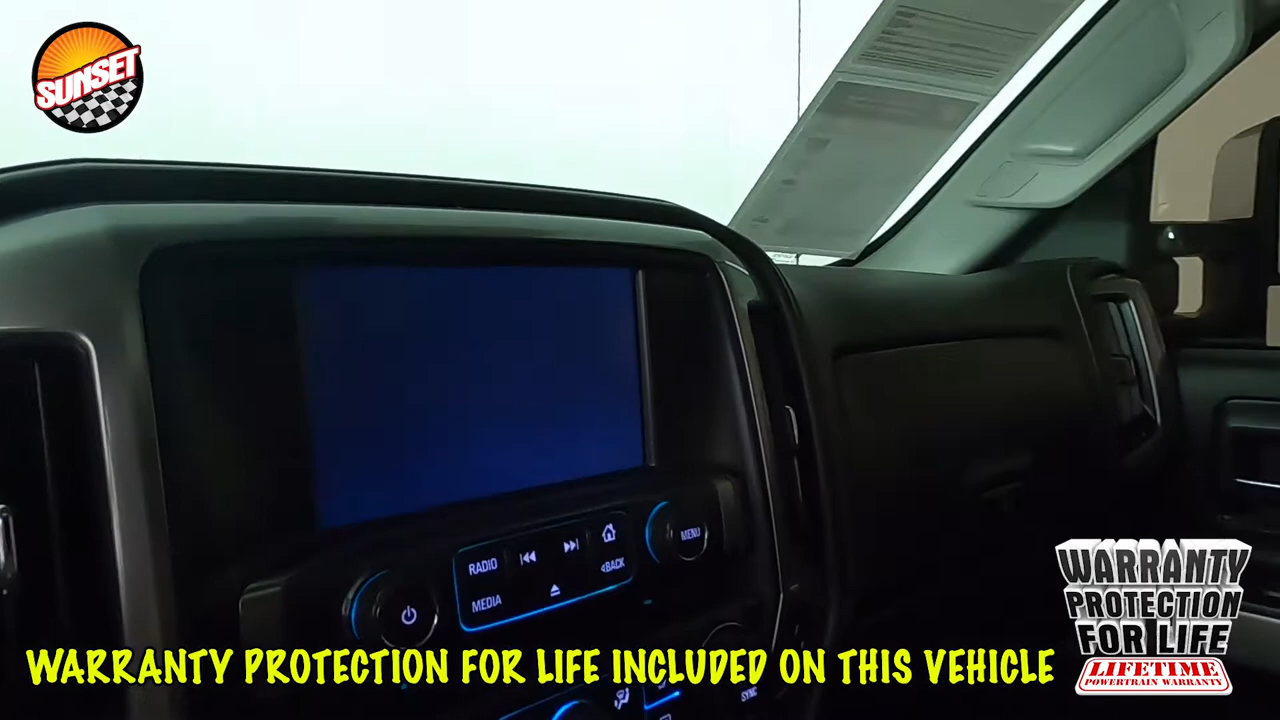 SUNSET
RADIO
BACK
MENU
MEDIA
SYNC
WARRANTY PROTECTION FOR LIFE INCLUDED ON THIS VEHICLE
WARRANTY
PROTECTION
FOR LIFE
LIFETIME
POWERTRAIN WARRANTY